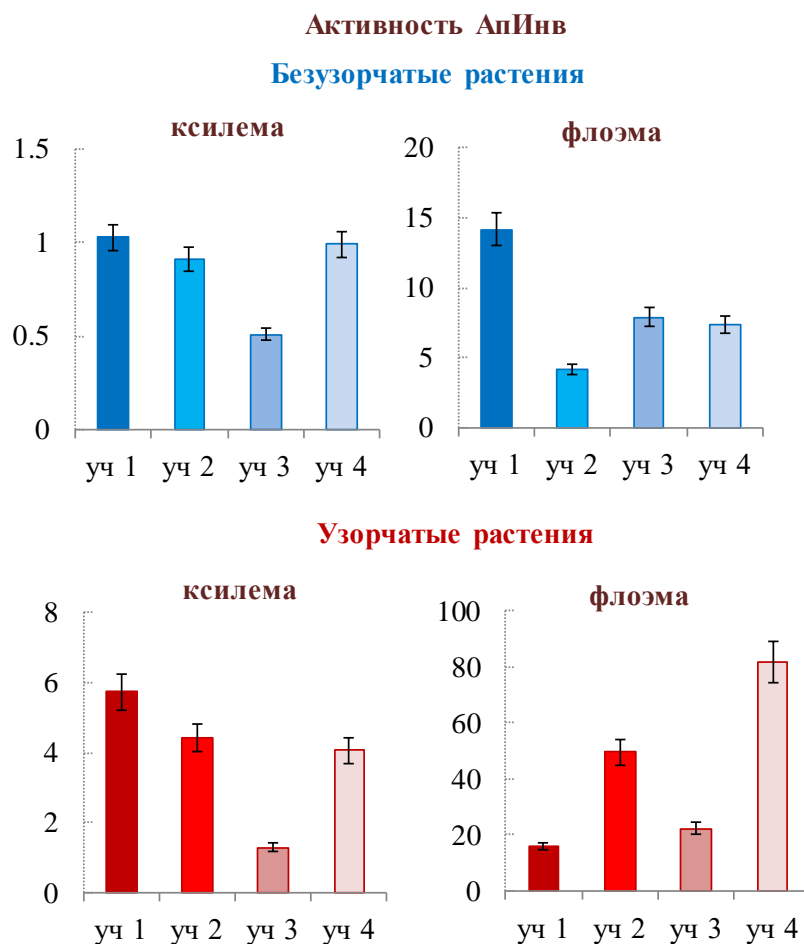 Активность АпИнв
Безузорчатые растения
ксилема
1.5
1
0.5
0
уч 1 уч 2 уч 3 уч 4
флоэма
20
15
10
5
0
уч 1 уч 2 уч 3 уч 4
Узорчатые растения
ксилема
8
6
4
2
0
уч 1 уч 2 уч 3 уч 4
флоэма
100
80
60
40
20
0
уч 1 уч 2 уч 3 уч 4